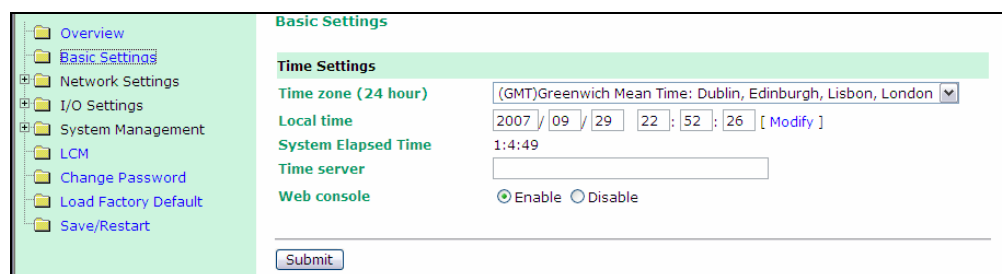 Overview
Basic Settings
Network Settings
I/O Settings
System Management
LCM
Change Password
Load Factory Default
Save/Restart
Basic Settings
Time Settings
Time zone (24 hour) (GMT)Greenwich Mean Time: Dublin, Edinburgh, Lisbon, London
Local time 2007 / 09 / 29 22 : 52 : 26 [ Modify ]
System Elapsed Time 1:4:49
Time server
Web console Enable Disable
Submit